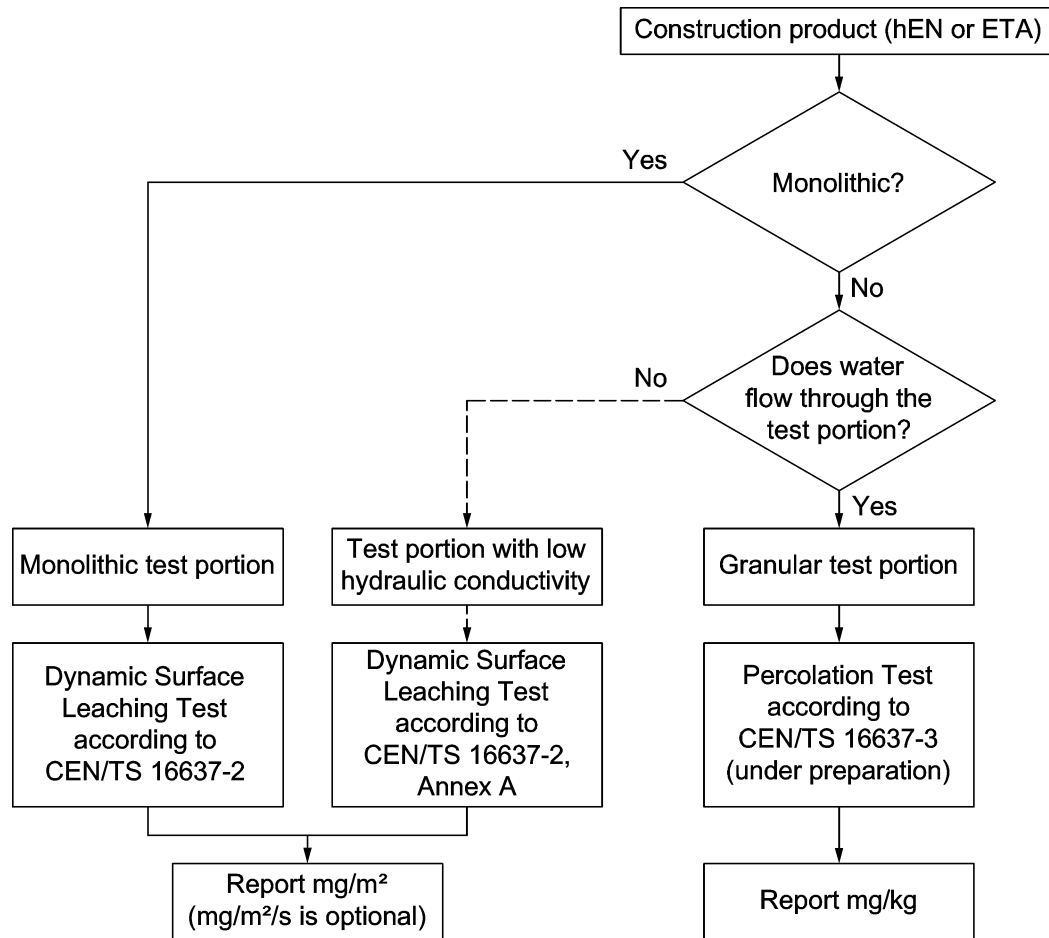 Construction product (hEN or ETA)
Yes
Monolithic?
No
No
Does water
flow through the
test portion?
Yes
Monolithic test portion
Test portion with low
hydraulic conductivity
Granular test portion
Dynamic Surface
Leaching Test
according to
CEN/TS 16637-2
Dynamic Surface
Leaching Test
according to
CEN/TS 16637-2,
Annex A
Percolation Test
according to
CEN/TS 16637-3
(under preparation)
Report mg/m²
(mg/m²/s is optional)
Report mg/kg